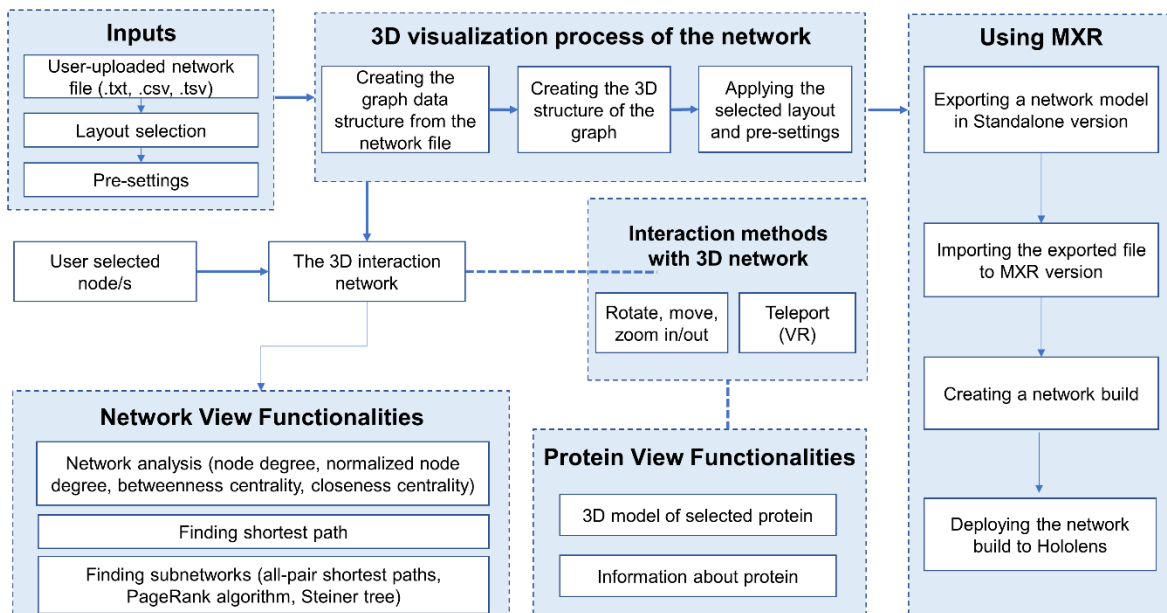 Inputs
User-uploaded network
file (.txt, .csv, .tsv)
Layout selection
Pre-settings
3D visualization process of the network
Creating the
graph data
structure from the
network file
Creating the 3D
structure of the
graph
Applying the
selected layout
and pre-settings
Using MXR
Exporting a network model
in Standalone version
Importing the exported file
to MXR version
Creating a network build
Deploying the network
build to Hololens
User selected
node/s
The 3D interaction
network
Interaction methods
with 3D network
Rotate, move,
zoom in/out
Teleport
(VR)
Network View Functionalities
Network analysis (node degree, normalized node
degree, betweenness centrality, closeness centrality)
Finding shortest path
Finding subnetworks (all-pair shortest paths,
PageRank algorithm, Steiner tree)
Protein View Functionalities
3D model of selected protein
Information about protein